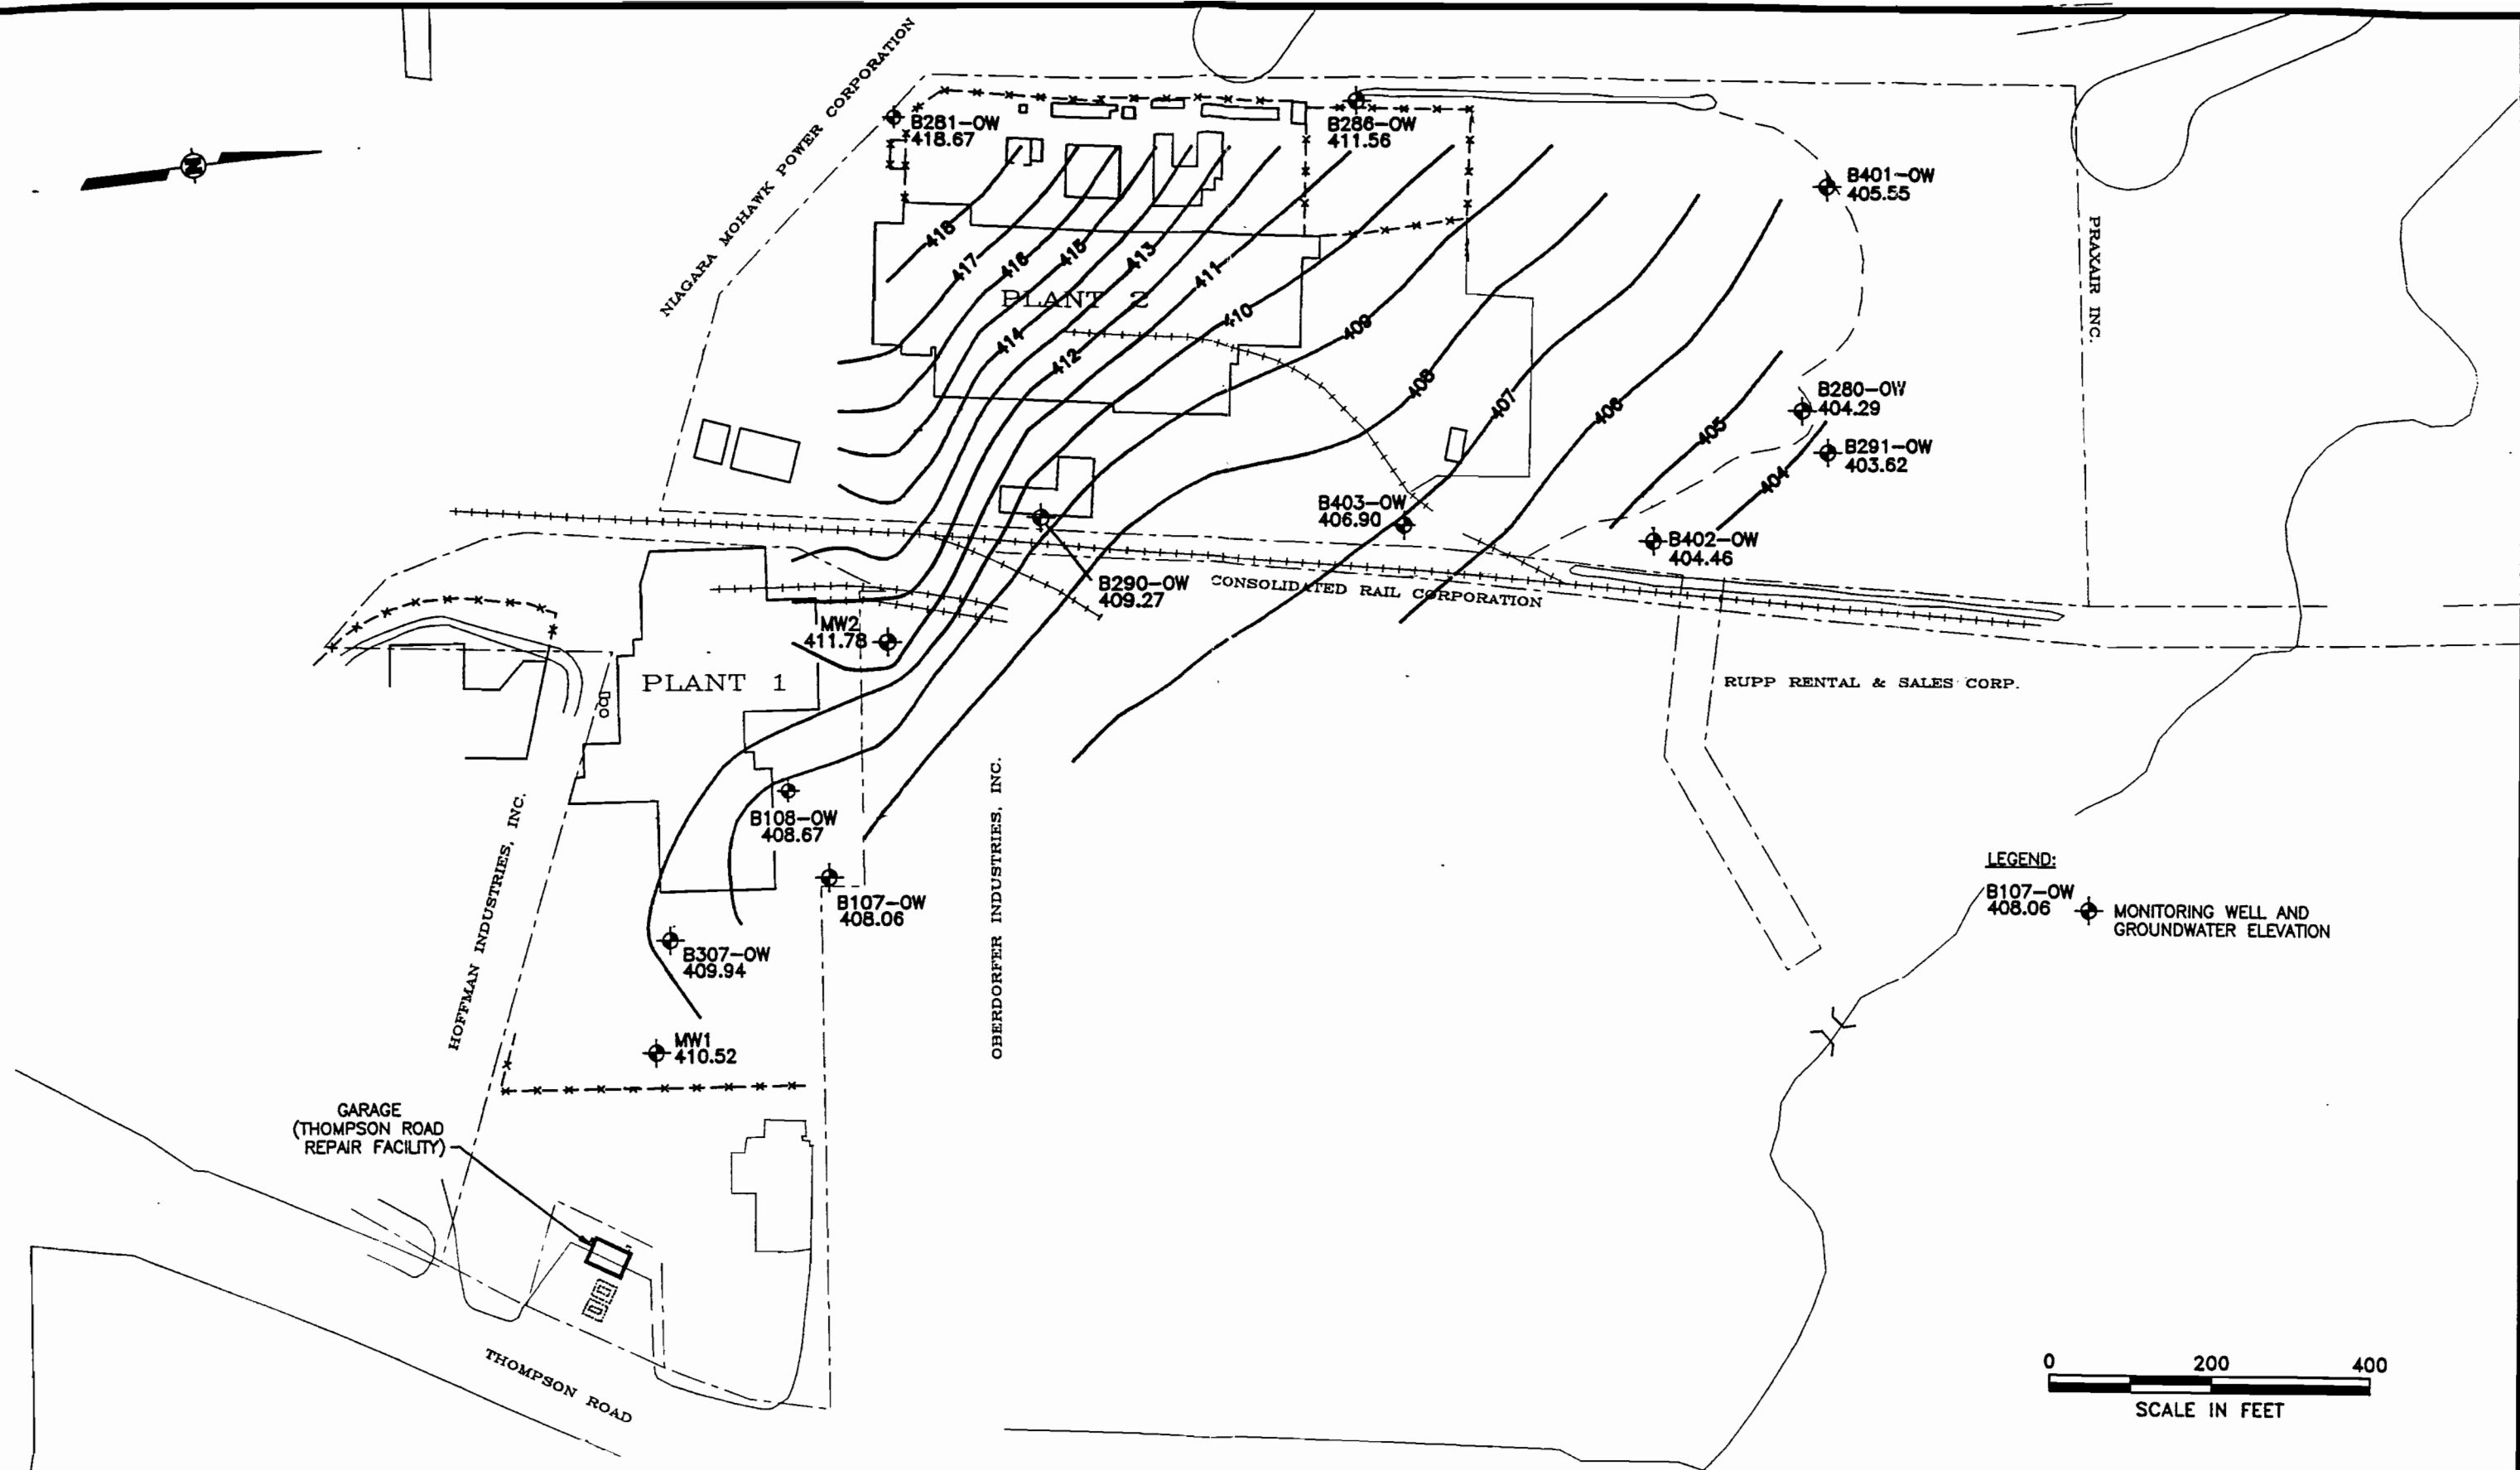 NIAGARA MOHAWK POWER CORPORATION
N
B281-OW
418.67
B286-OW
411.56
B401-OW
405.55
PRAXAIR INC.
418
417
416
415
413
411
410
409
414
412
408
407
406
405
404
PLANT 2
B280-OW
404.29
B291-OW
403.62
B403-OW
406.90
B402-OW
404.46
B290-OW
409.27
CONSOLIDATED RAIL CORPORATION
MW2
411.78
PLANT 1
RUPP RENTAL & SALES CORP.
HOFFMAN INDUSTRIES, INC.
OBERDORFER INDUSTRIES, INC.
B108-OW
408.67
B107-OW
408.06
B307-OW
409.94
MW1
410.52
LEGEND:
B107-OW
408.06
MONITORING WELL AND
GROUNDWATER ELEVATION
GARAGE
(THOMPSON ROAD
REPAIR FACILITY)
THOMPSON ROAD
0 200 400
SCALE IN FEET